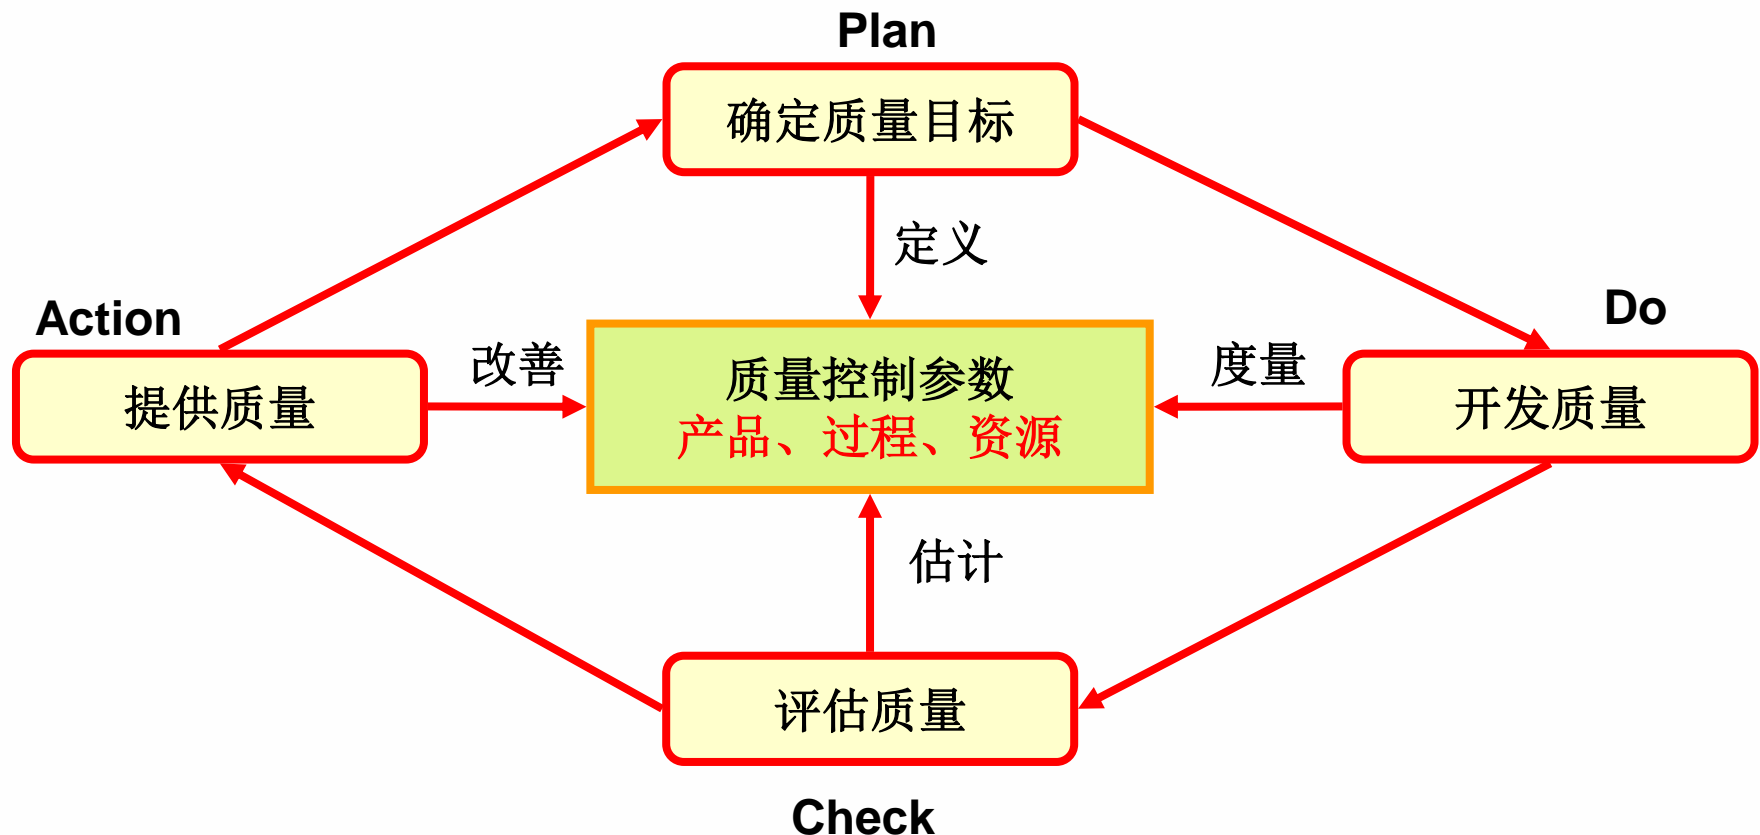 Plan
确定质量目标
定义
Action
Do
改善
度量
提供质量
质量控制参数
产品、过程、资源
开发质量
估计
评估质量
Check